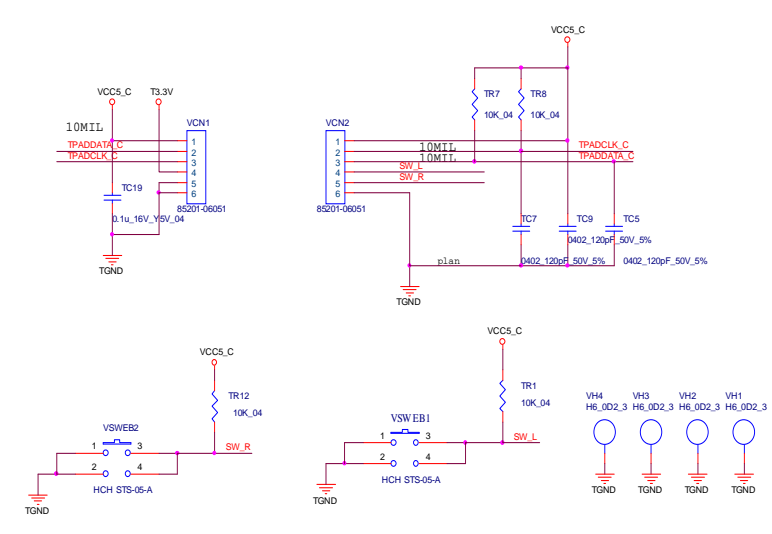 VCC5_C
VCC5_C
T3.3V
TR7
TR8
10K_04
10K_04
VCN1
VCN2
10MIL
TPADDATA_C
TPADCLK_C
1
2
3
4
5
6
1
2
3
4
5
6
10MIL
10MIL
TPADCLK_C
TPADDATA_C
SW_L
SW_R
TC19
0.1u_16V_Y5V_04
85201-06051
85201-06051
TC7
TC9
TC5
0402_120pF_50V_5%
plan
0402_120pF_50V_5%
0402_120pF_50V_5%
TGND
TGND
VCC5_C
VCC5_C
TR12
10K_04
TR1
10K_04
VH4
H6_0D2_3
VH3
H6_0D2_3
VH2
H6_0D2_3
VH1
H6_0D2_3
VSWEB2
VSWEB1
1
3
2
4
SW_R
1
3
2
4
SW_L
HCH STS-05-A
HCH STS-05-A
TGND
TGND
TGND
TGND
TGND
TGND